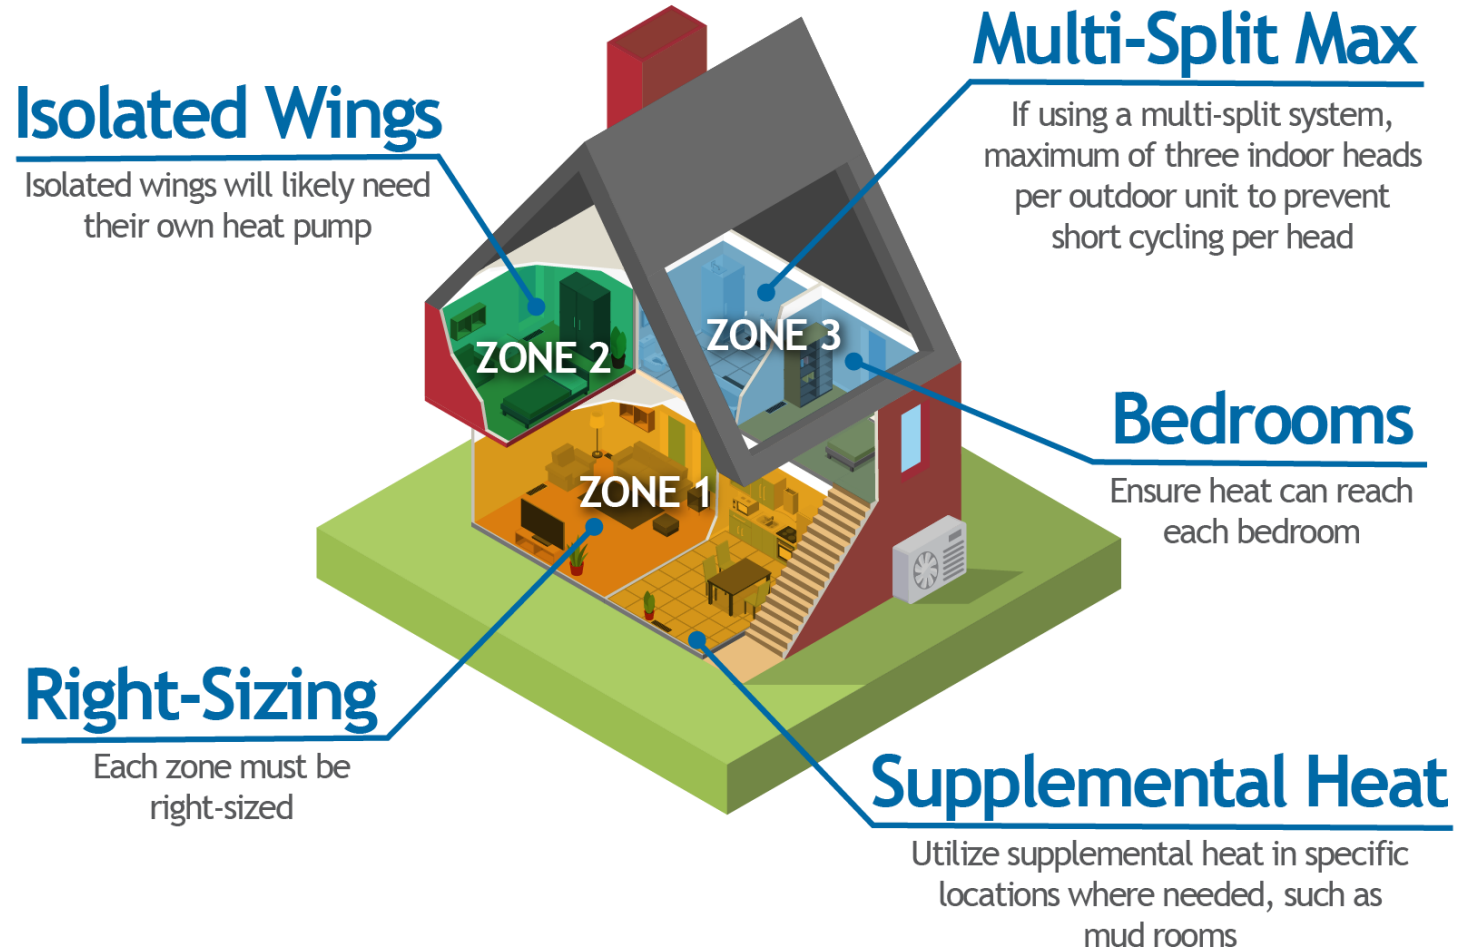 Multi-Split Max
If using a multi-split system,
maximum of three indoor heads
per outdoor unit to prevent
short cycling per head
Isolated Wings
Isolated wings will likely need
their own heat pump
ZONE 3
ZONE 2
Bedrooms
Ensure heat can reach
each bedroom
ZONE 1
Right-Sizing
Each zone must be
right-sized
Supplemental Heat
Utilize supplemental heat in specific
locations where needed, such as
mud rooms